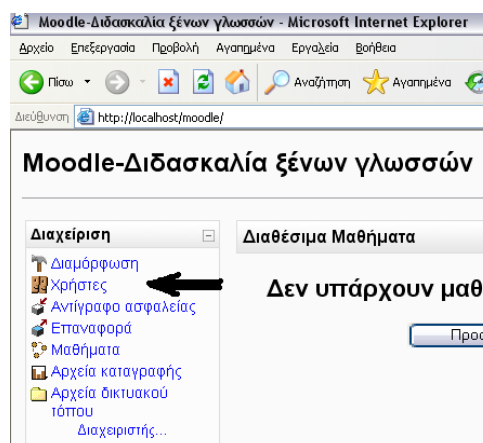 Moodle-Διδασκαλία ξένων γλωσσών - Microsoft Internet Explorer
Αρχείο Επεξεργασία Προβολή Αγαπημένα Εργαλεία Βοήθεια
Πίσω Αναζήτηση Αγαπημένα
Διεύθυνση http://localhost/moodle/
Moodle-Διδασκαλία ξένων γλωσσών
Διαχείριση
Διαθέσιμα Μαθήματα
Διαμόρφωση
Χρήστες
Δεν υπάρχουν μαθ
Αντίγραφο ασφαλείας
Επαναφορά
Προσ
Μαθήματα
Αρχεία καταγραφής
Αρχεία δικτυακού
τόπου
Διαχειριστής...